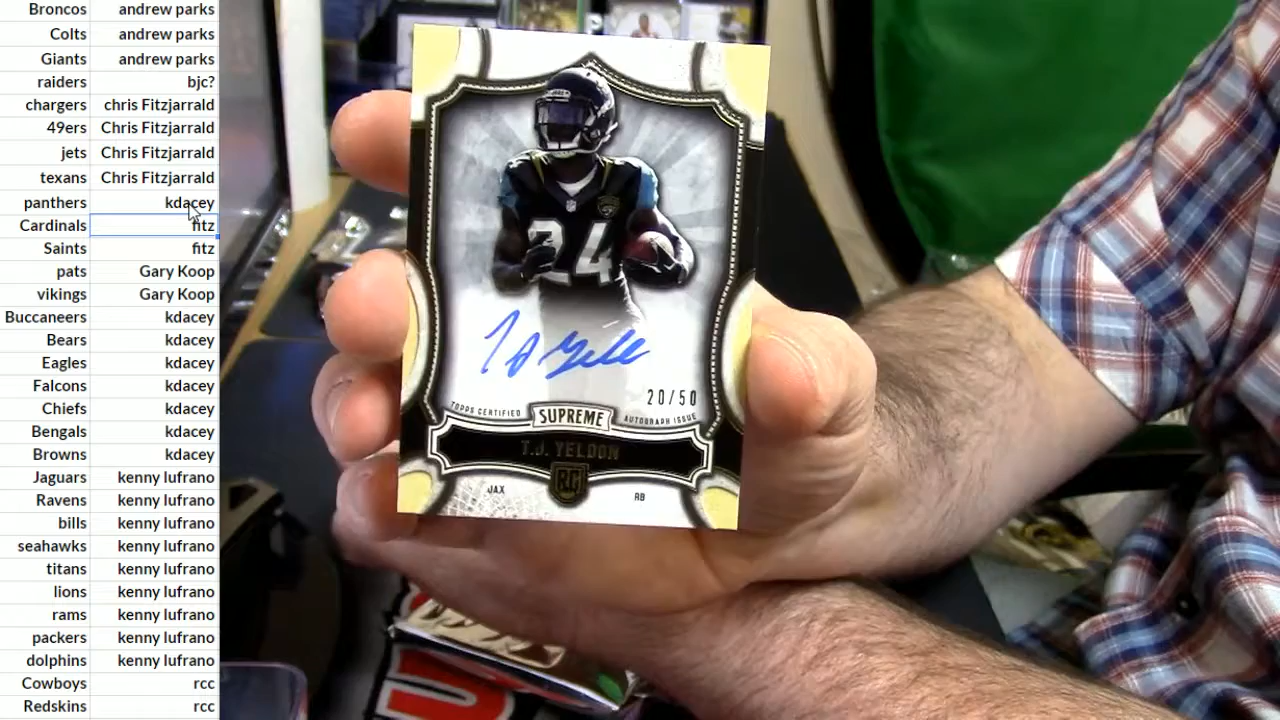 Broncos andrew parks
Colts andrew parks
Giants andrew parks
raiders bjc?
chargers chris Fitzjarrald
49ers Chris Fitzjarrald
jets Chris Fitzjarrald
texans Chris Fitzjarrald
panthers kdacey
Cardinals fitz
Saints fitz
pats Gary Koop
vikings Gary Koop
Buccaneers kdacey
Bears kdacey
Eagles kdacey
Falcons kdacey
Chiefs kdacey
Bengals kdacey
Browns kdacey
Jaguars kenny lufrano
Ravens kenny lufrano
bills kenny lufrano
seahawks kenny lufrano
titans kenny lufrano
lions kenny lufrano
rams kenny lufrano
packers kenny lufrano
dolphins kenny lufrano
Cowboys rcc
Redskins rcc
24
20/50
TOPPS CERTIFIED SUPREME AUTOGRAPH ISSUE
T.J. YELDON
RC
JAX RB